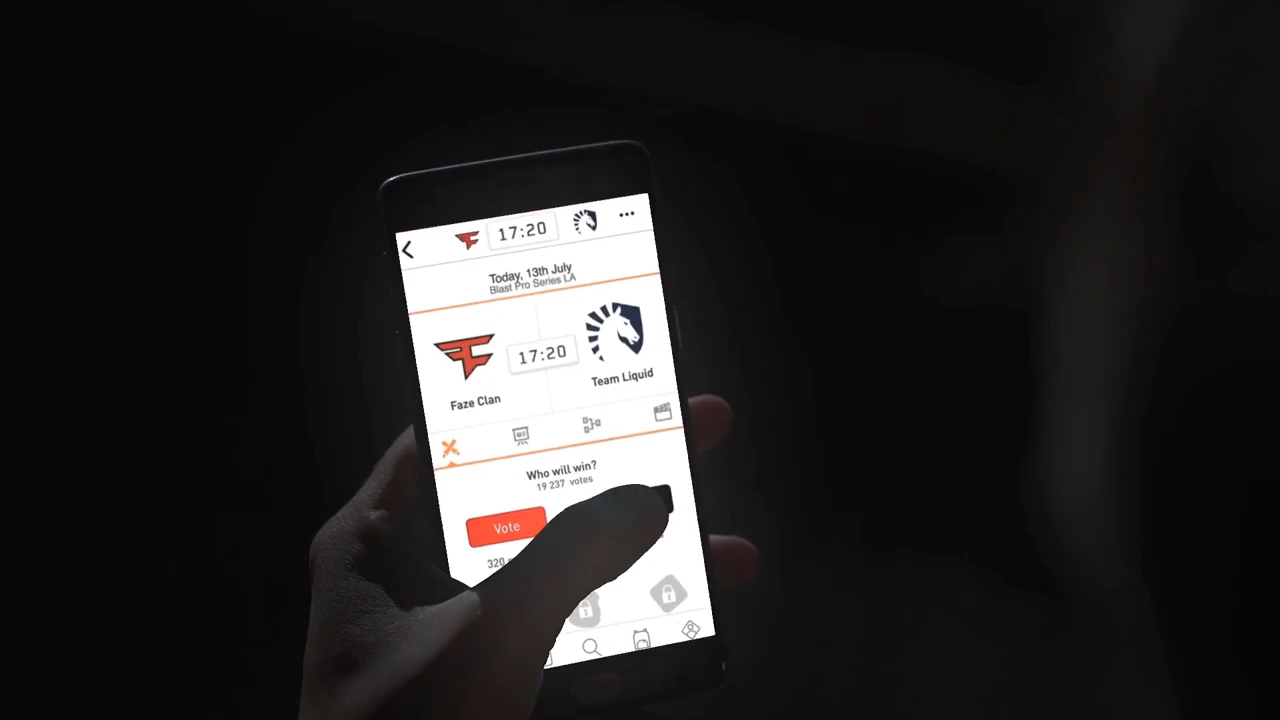 17:20
Today, 13th July
Blast Pro Series LA
17:20
Faze Clan
Team Liquid
Who will win?
19 237 votes
Vote
320